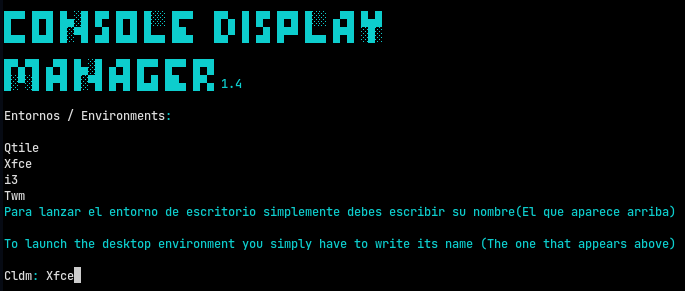 CONSOLE DISPLAY
MANAGER 1.4
Entornos / Environments:
Qtile
Xfce
i3
Twm
Para lanzar el entorno de escritorio simplemente debes escribir su nombre(El que aparece arriba)
To launch the desktop environment you simply have to write its name (The one that appears above)
Cldm: Xfce